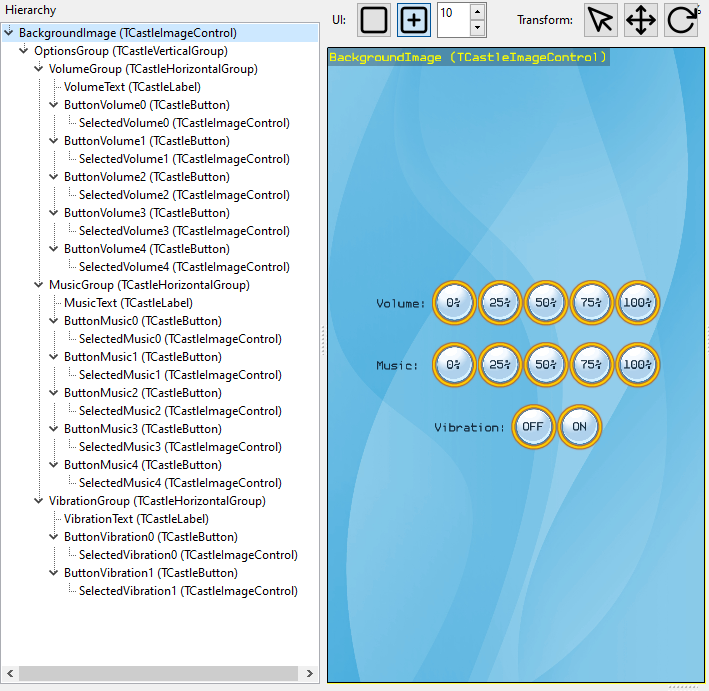 Hierarchy
BackgroundImage (TCastleImageControl)
OptionsGroup (TCastleVerticalGroup)
VolumeGroup (TCastleHorizontalGroup)
VolumeText (TCastleLabel)
ButtonVolume0 (TCastleButton)
SelectedVolume0 (TCastleImageControl)
ButtonVolume1 (TCastleButton)
SelectedVolume1 (TCastleImageControl)
ButtonVolume2 (TCastleButton)
SelectedVolume2 (TCastleImageControl)
ButtonVolume3 (TCastleButton)
SelectedVolume3 (TCastleImageControl)
ButtonVolume4 (TCastleButton)
SelectedVolume4 (TCastleImageControl)
MusicGroup (TCastleHorizontalGroup)
MusicText (TCastleLabel)
ButtonMusic0 (TCastleButton)
SelectedMusic0 (TCastleImageControl)
ButtonMusic1 (TCastleButton)
SelectedMusic1 (TCastleImageControl)
ButtonMusic2 (TCastleButton)
SelectedMusic2 (TCastleImageControl)
ButtonMusic3 (TCastleButton)
SelectedMusic3 (TCastleImageControl)
ButtonMusic4 (TCastleButton)
SelectedMusic4 (TCastleImageControl)
VibrationGroup (TCastleHorizontalGroup)
VibrationText (TCastleLabel)
ButtonVibration0 (TCastleButton)
SelectedVibration0 (TCastleImageControl)
ButtonVibration1 (TCastleButton)
SelectedVibration1 (TCastleImageControl)
UI: 10 Transform:
BackgroundImage (TCastleImageControl)
Volume: 0% 25% 50% 75% 100%
Music: 0% 25% 50% 75% 100%
Vibration: OFF ON